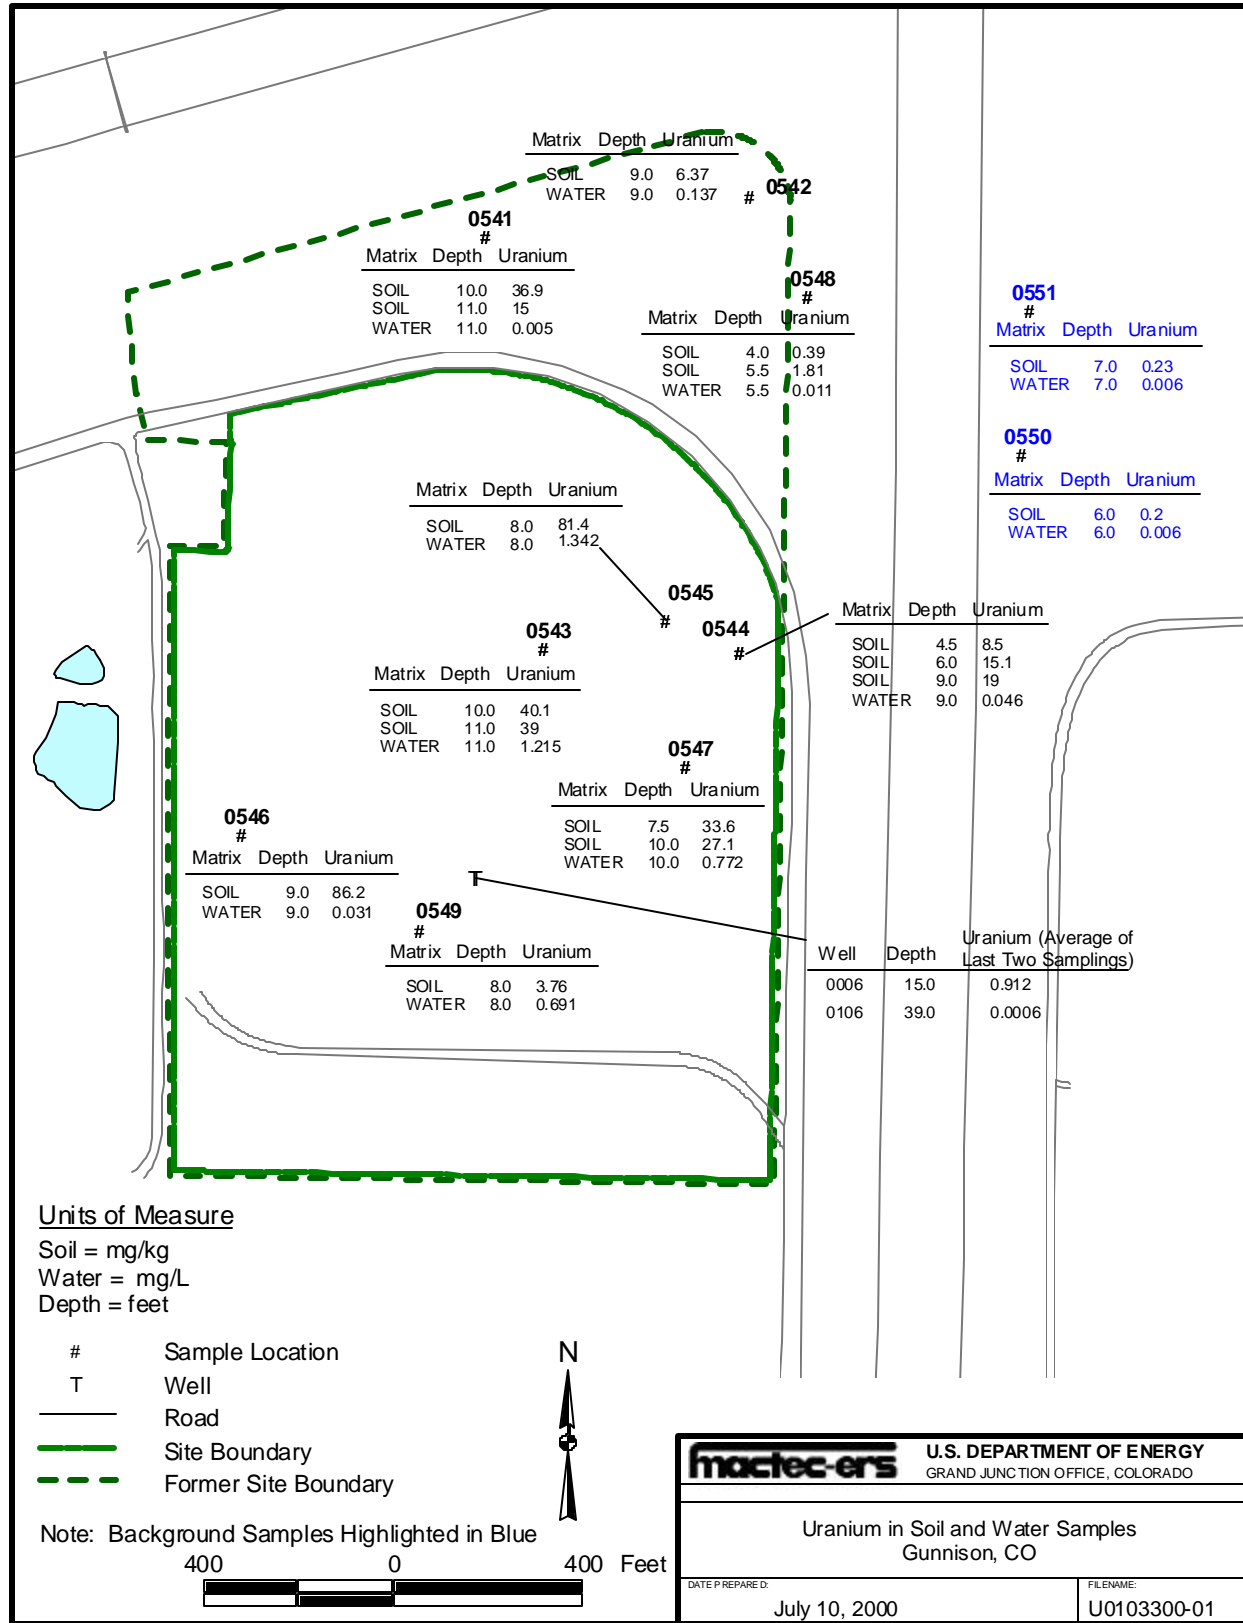 Matrix Depth Uranium
SOIL 9.0 6.37
WATER 9.0 0.137
# 0542
0541
#
Matrix Depth Uranium
SOIL 10.0 36.9
SOIL 11.0 15
WATER 11.0 0.005
0548
#
Matrix Depth Uranium
SOIL 4.0 0.39
SOIL 5.5 1.81
WATER 5.5 0.011
0551
#
Matrix Depth Uranium
SOIL 7.0 0.23
WATER 7.0 0.006
0550
#
Matrix Depth Uranium
SOIL 6.0 0.2
WATER 6.0 0.006
Matrix Depth Uranium
SOIL 8.0 81.4
WATER 8.0 1.342
0545
#
0544
#
Matrix Depth Uranium
SOIL 4.5 8.5
SOIL 6.0 15.1
SOIL 9.0 19
WATER 9.0 0.046
0543
#
Matrix Depth Uranium
SOIL 10.0 40.1
SOIL 11.0 39
WATER 11.0 1.215
0547
#
Matrix Depth Uranium
SOIL 7.5 33.6
SOIL 10.0 27.1
WATER 10.0 0.772
0546
#
Matrix Depth Uranium
SOIL 9.0 86.2
WATER 9.0 0.031
T
0549
#
Matrix Depth Uranium
SOIL 8.0 3.76
WATER 8.0 0.691
Well Depth Uranium (Average of
Last Two Samplings)
0006 15.0 0.912
0106 39.0 0.0006
Units of Measure
Soil = mg/kg
Water = mg/L
Depth = feet
# Sample Location
T Well
Road
Site Boundary
Former Site Boundary
N
Note: Background Samples Highlighted in Blue
400 0 400 Feet
mactec-ers
U.S. DEPARTMENT OF ENERGY
GRAND JUNCTION OFFICE, COLORADO
Uranium in Soil and Water Samples
Gunnison, CO
DATE PREPARED:
July 10, 2000
FILENAME:
U0103300-01